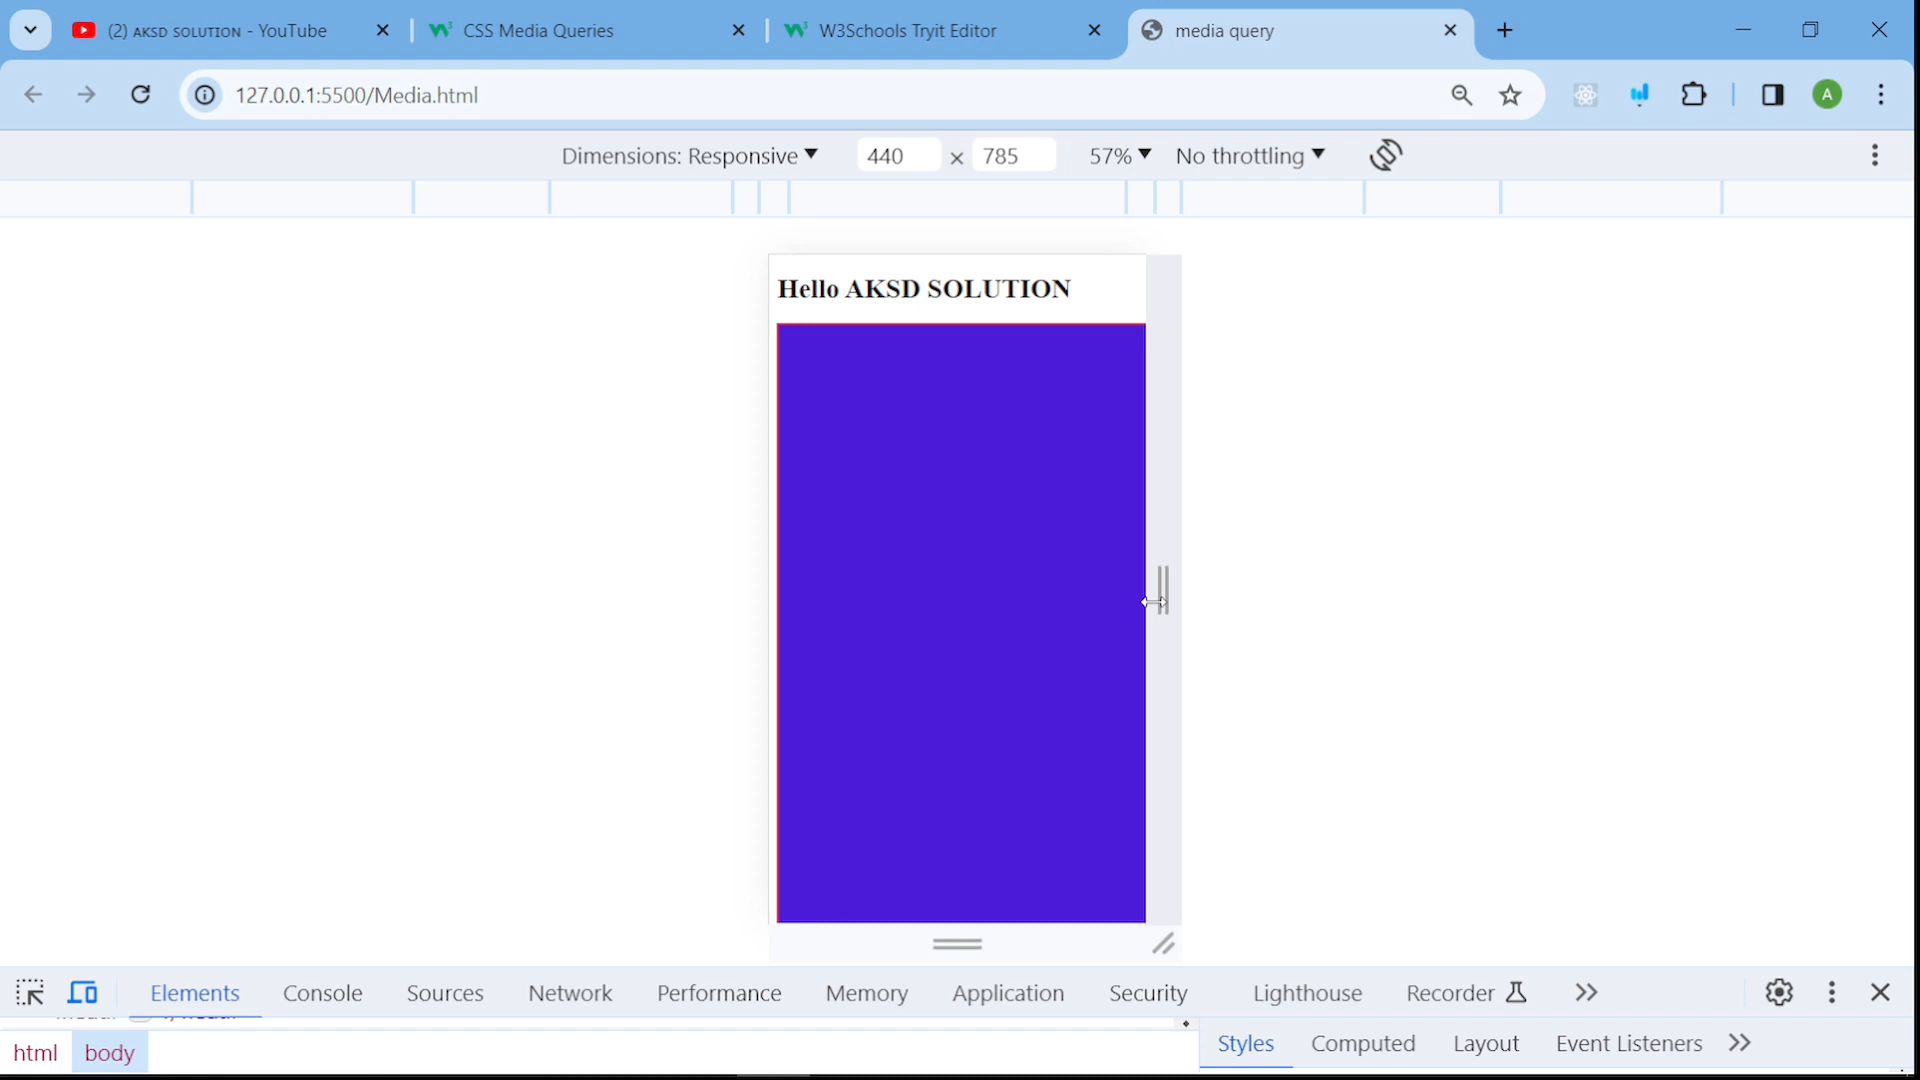 (2) ᴀᴋsᴅ sᴏʟᴜᴛɪᴏɴ - YouTube
CSS Media Queries
W3Schools Tryit Editor
media query
127.0.0.1:5500/Media.html
A
Dimensions: Responsive
440 × 785
57%
No throttling
Hello AKSD SOLUTION
Elements
Console
Sources
Network
Performance
Memory
Application
Security
Lighthouse
Recorder
html
body
Styles
Computed
Layout
Event Listeners